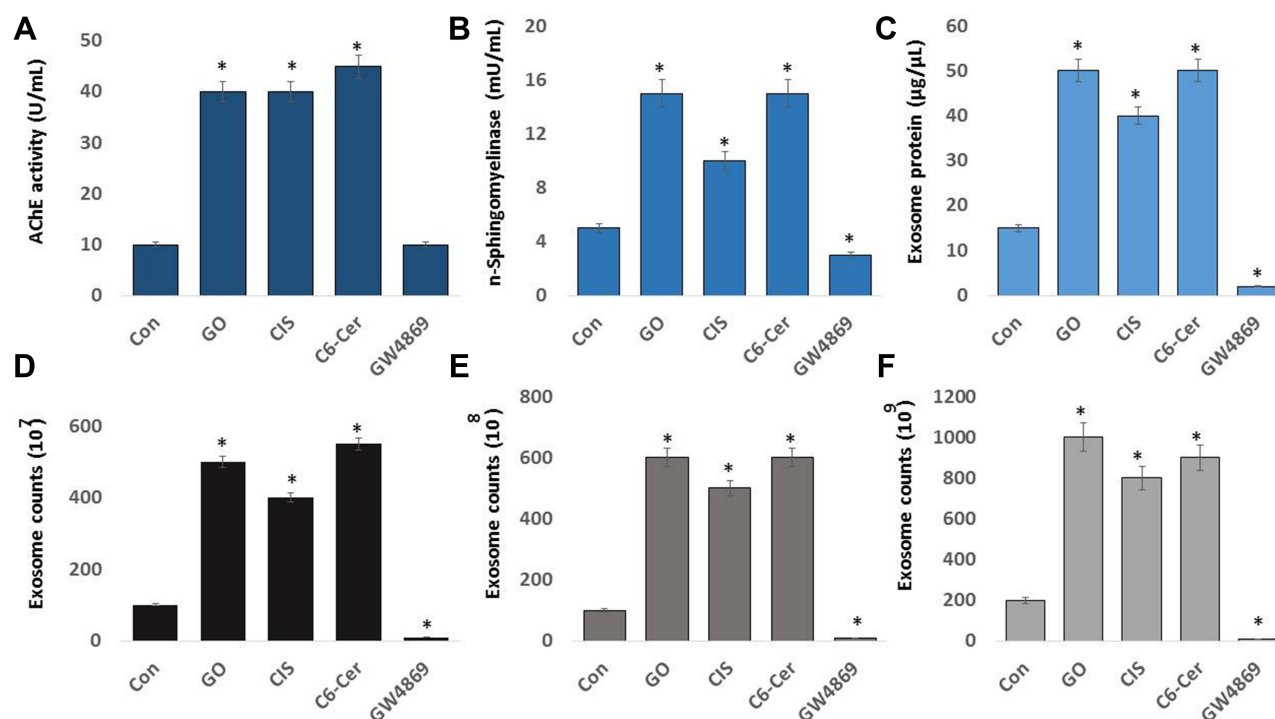 A
AChE activity (U/mL)
50
40
30
20
10
0
*
*
*
Con
GO
CIS
C6-Cer
GW4869
B
n-Sphingomyelinase (mU/mL)
20
16
12
8
4
0
*
*
*
*
Con
GO
CIS
C6-Cer
GW4869
C
Exosome protein (µg/µL)
60
50
40
30
20
10
0
*
*
*
*
Con
GO
CIS
C6-Cer
GW4869
D
Exosome counts (10⁷)
600
400
200
0
*
*
*
*
Con
GO
CIS
C6-Cer
GW4869
E
Exosome counts (10⁸)
800
600
400
200
0
*
*
*
*
Con
GO
CIS
C6-Cer
GW4869
F
Exosome counts (10⁹)
1200
1000
800
600
400
200
0
*
*
*
*
Con
GO
CIS
C6-Cer
GW4869